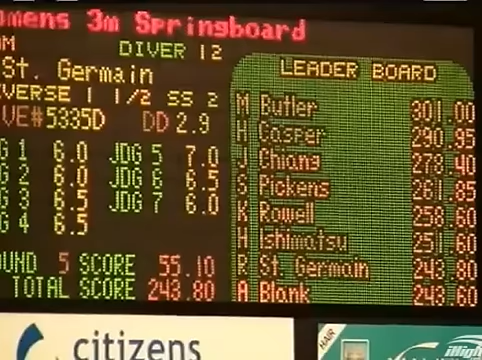 omens 3m Springboard
OM DIVER 12
St. Germain
EVERSE 1 1/2 SS 2
VE#5335D DD 2.9
G 1 6.0 JDG 5 7.0
G 2 6.0 JDG 6 6.5
G 3 6.5 JDG 7 6.0
G 4 6.5
UND 5 SCORE 55.10
TOTAL SCORE 243.80
LEADER BOARD
M Butler 301.00
H Casper 290.95
J Chiang 278.40
S Pickens 261.85
K Rowell 258.60
H Ishimatsu 251.60
R St. Germain 243.80
A Blank 243.60
citizens
HAIR